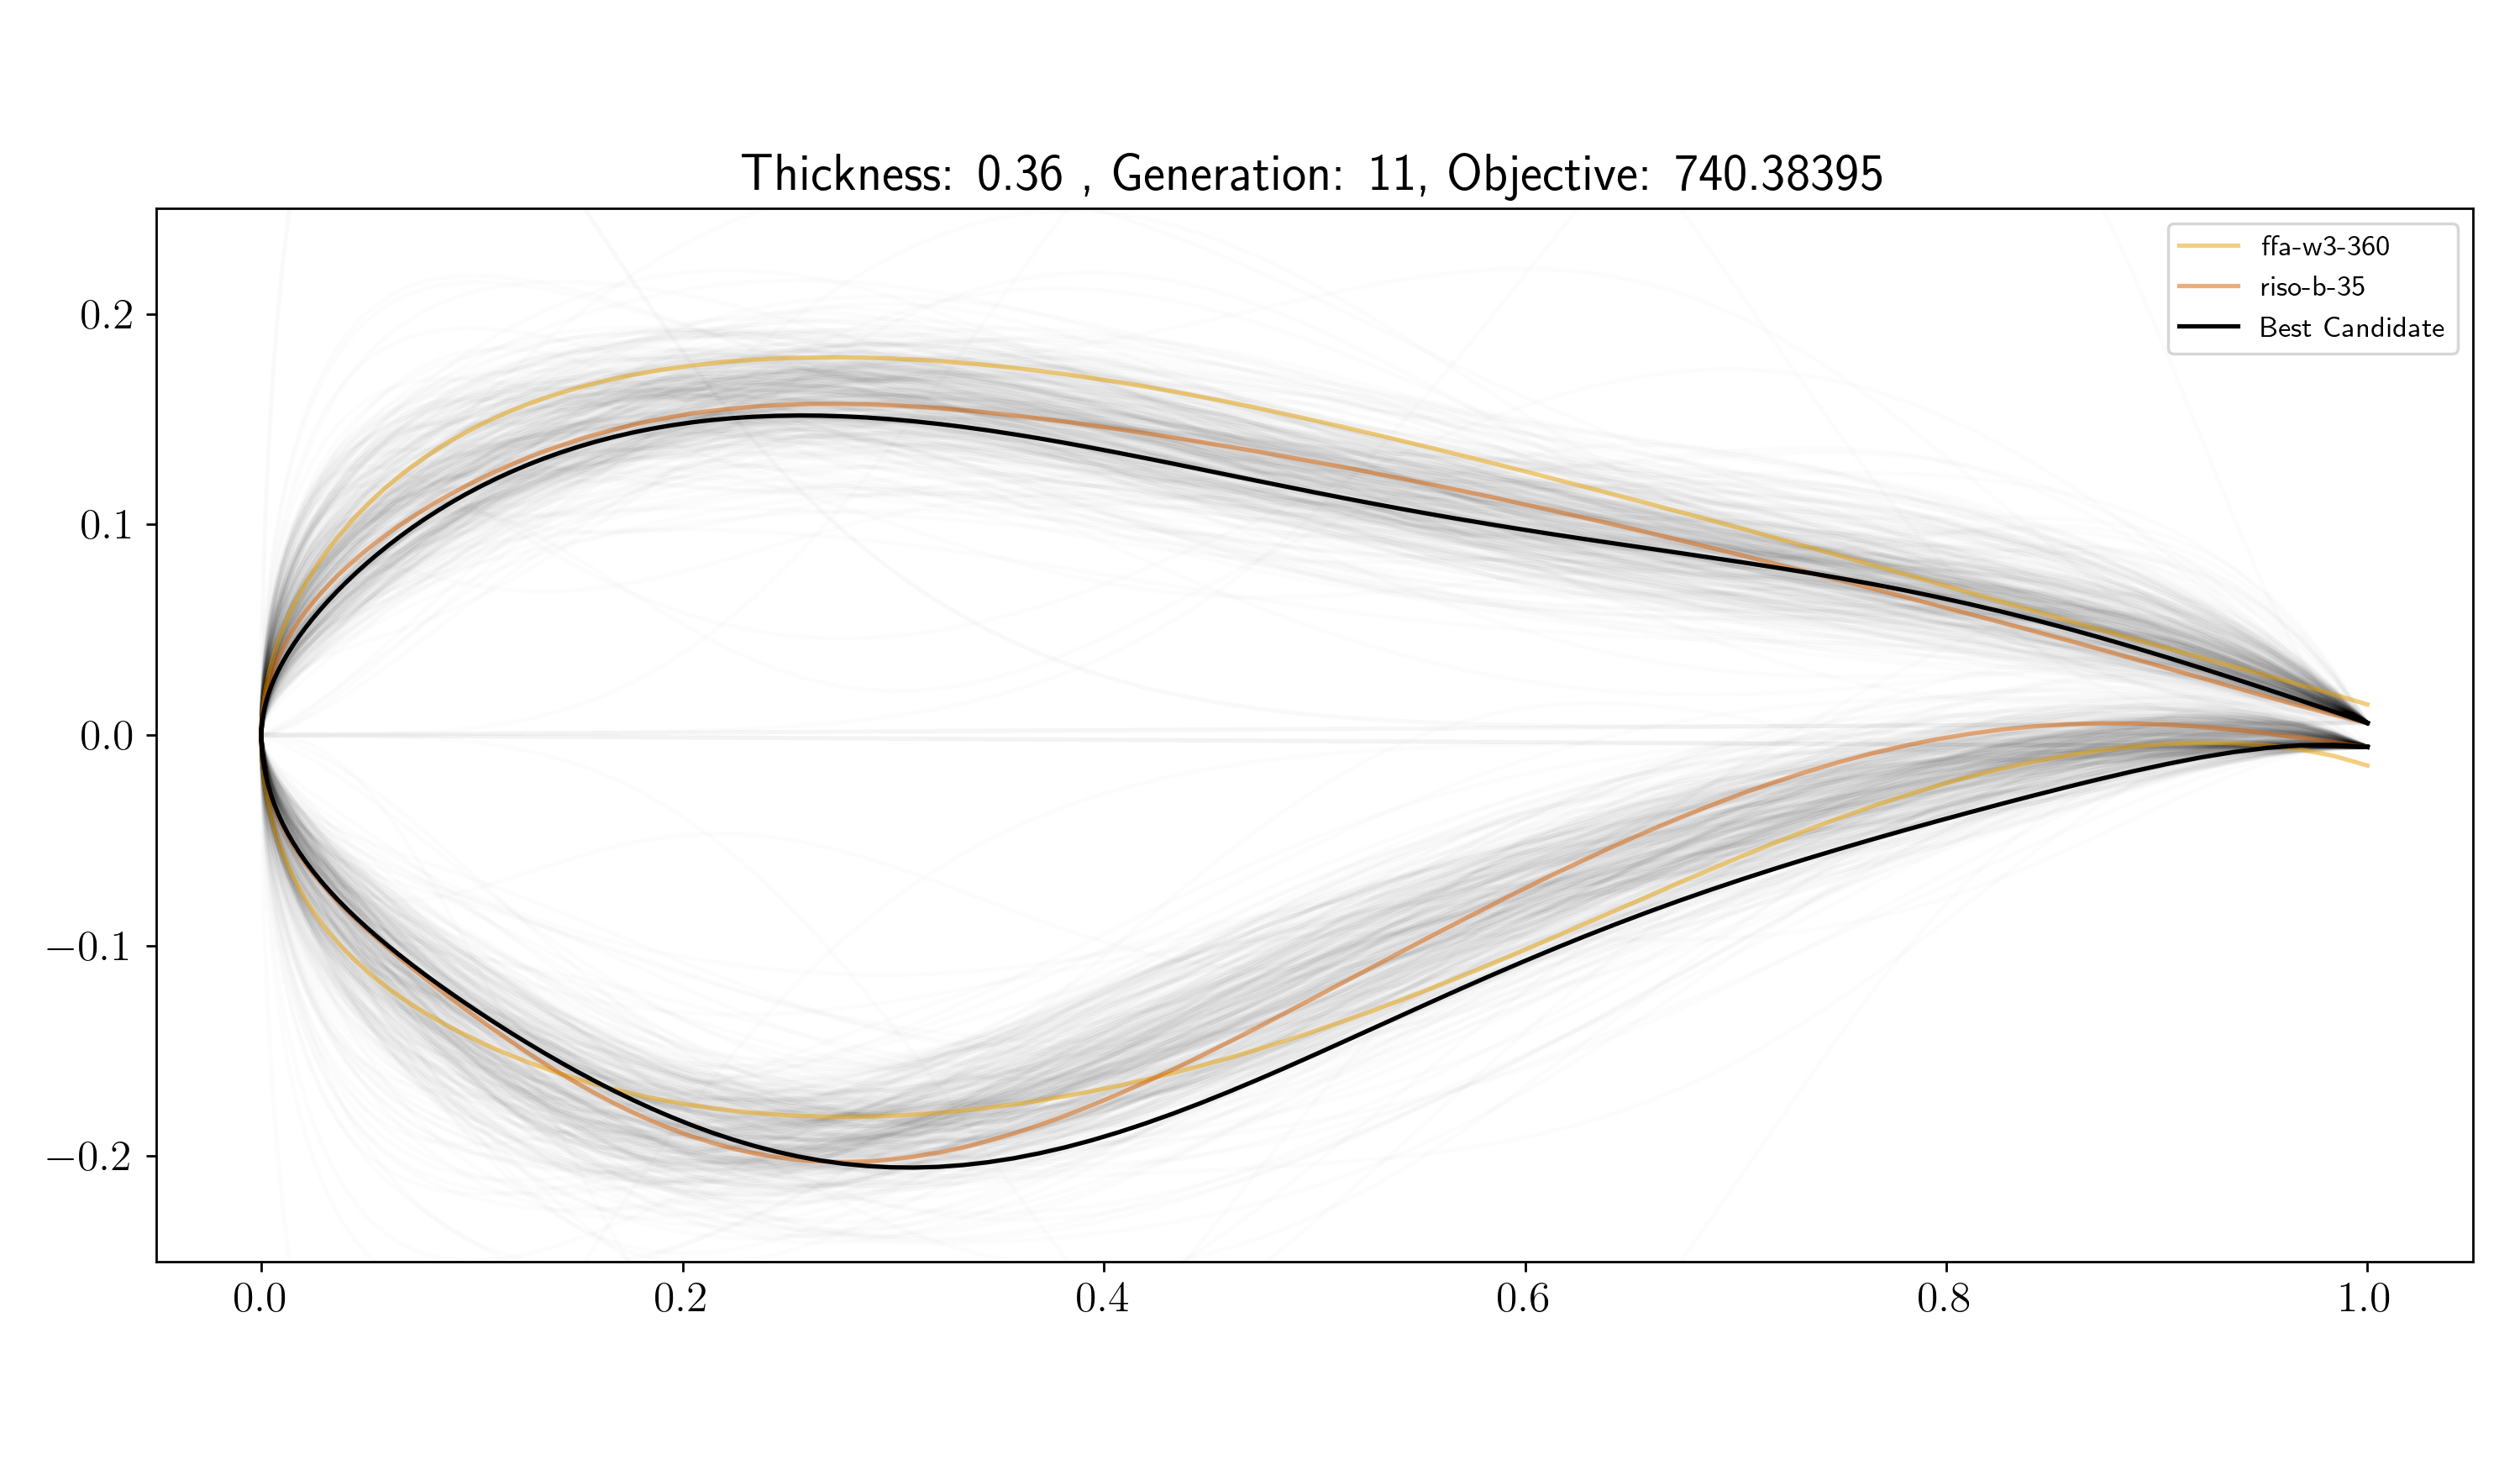 Thickness: 0.36 , Generation: 11, Objective: 740.38395
ffa-w3-360
riso-b-35
Best Candidate
0.2
0.1
0.0
−0.1
−0.2
0.0 0.2 0.4 0.6 0.8 1.0